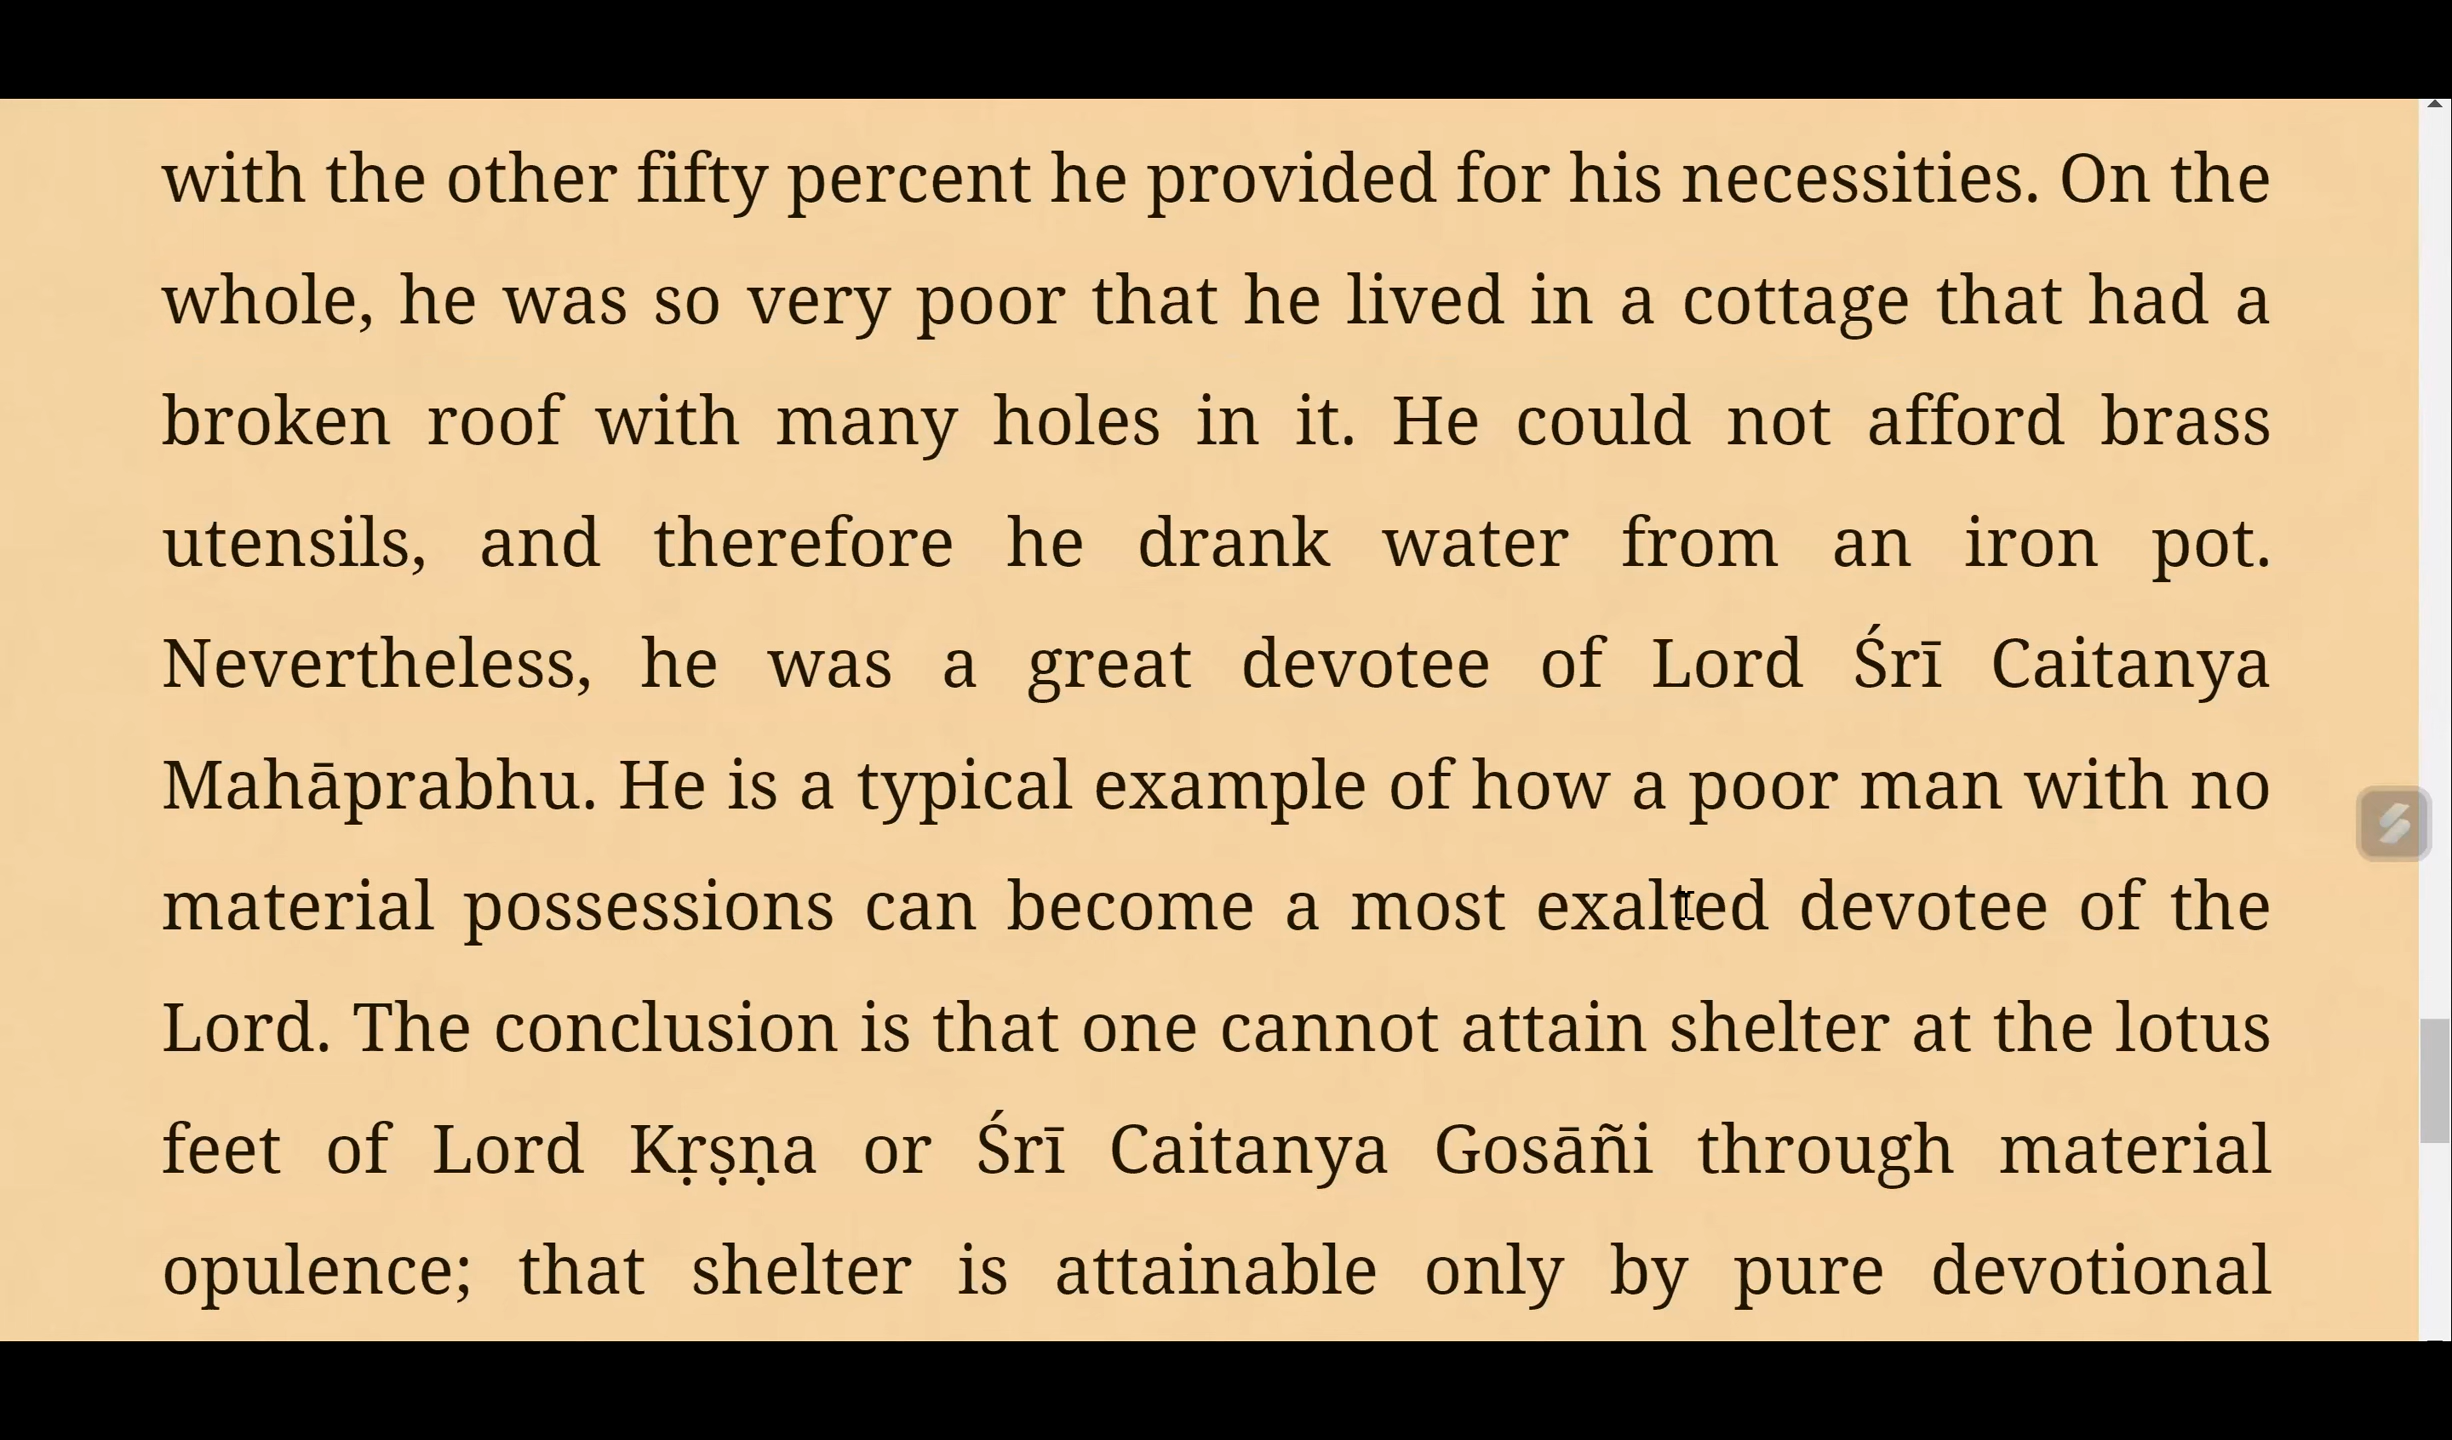 with the other fifty percent he provided for his necessities. On the
whole, he was so very poor that he lived in a cottage that had a
broken roof with many holes in it. He could not afford brass
utensils, and therefore he drank water from an iron pot.
Nevertheless, he was a great devotee of Lord Śrī Caitanya
Mahāprabhu. He is a typical example of how a poor man with no
material possessions can become a most exalted devotee of the
Lord. The conclusion is that one cannot attain shelter at the lotus
feet of Lord Kṛṣṇa or Śrī Caitanya Gosāñi through material
opulence; that shelter is attainable only by pure devotional